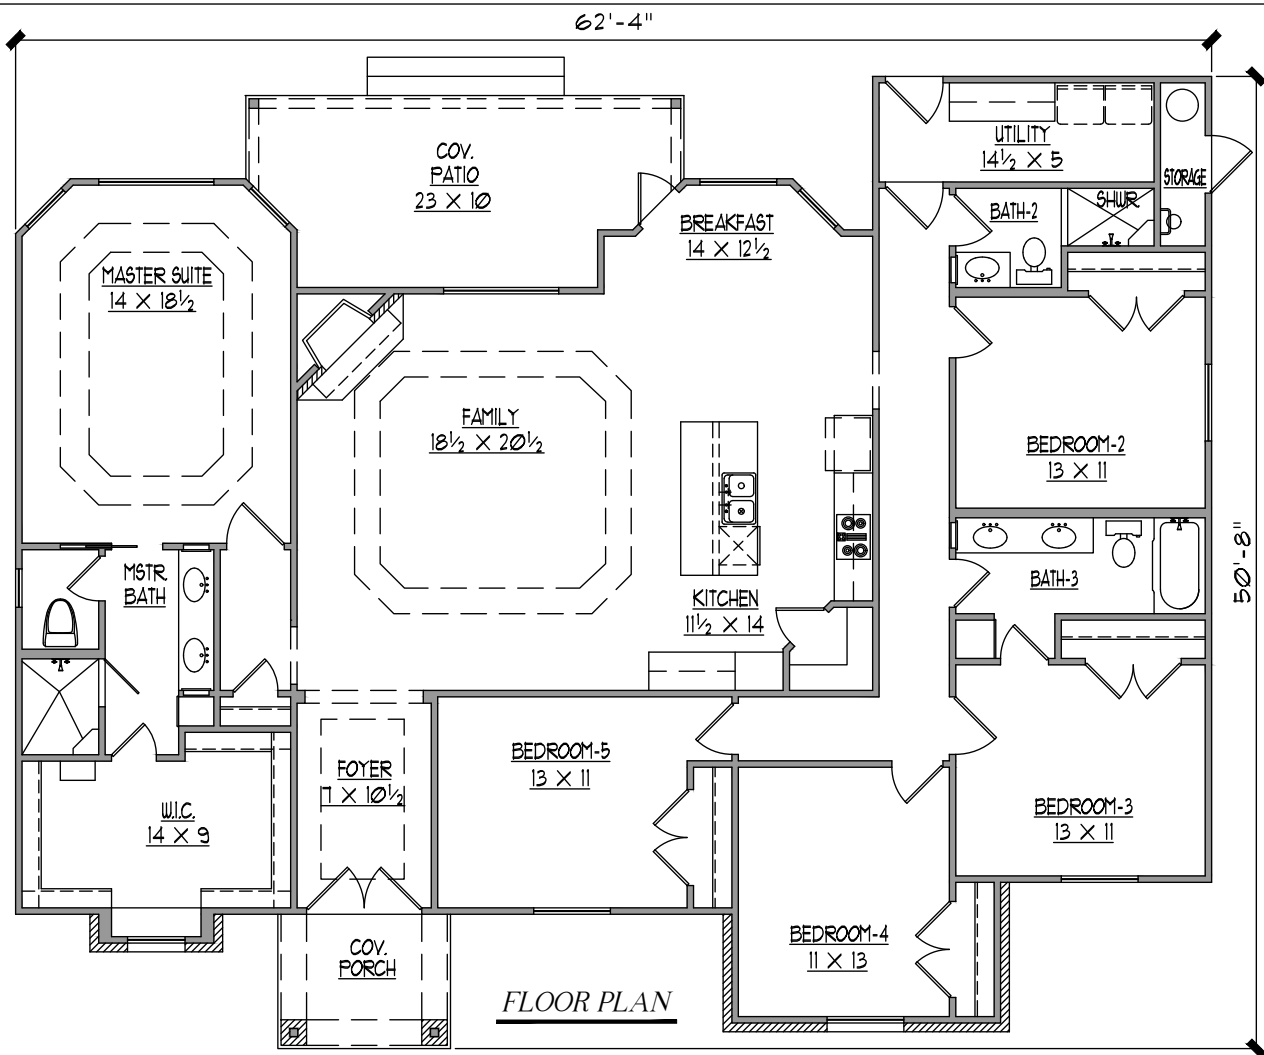 62'-4"
COV.
PATIO
23 X 10
UTILITY
14½ X 5
STORAGE
BATH-2
SHWR
BREAKFAST
14 X 12½
MASTER SUITE
14 X 18½
FAMILY
18½ X 20½
BEDROOM-2
13 X 11
50'-8"
MSTR.
BATH
KITCHEN
11½ X 14
BATH-3
BEDROOM-5
13 X 11
FOYER
7 X 10½
W.I.C.
14 X 9
BEDROOM-3
13 X 11
BEDROOM-4
11 X 13
COV.
PORCH
FLOOR PLAN